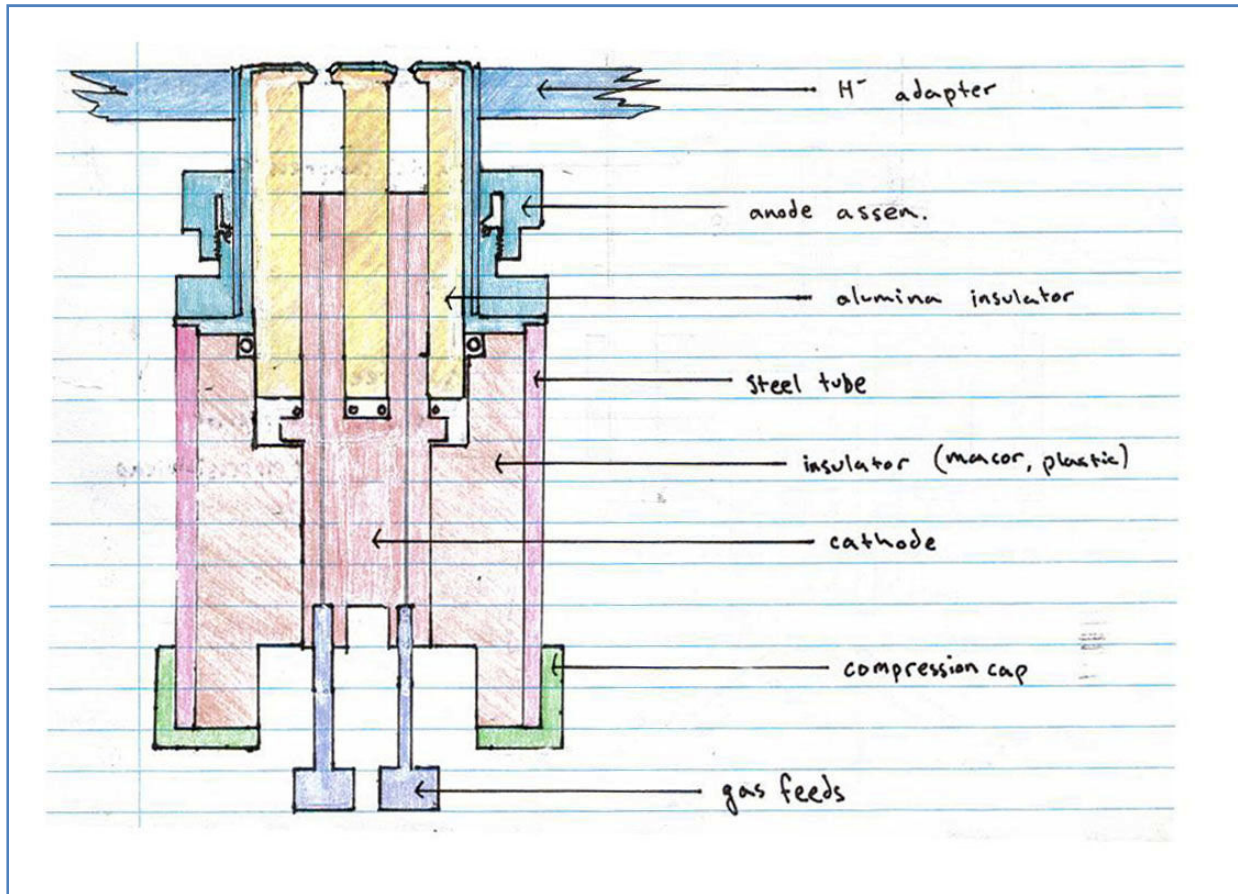 H⁻ adapter
anode assem.
alumina insulator
steel tube
insulator (macor, plastic)
cathode
compression cap
gas feeds